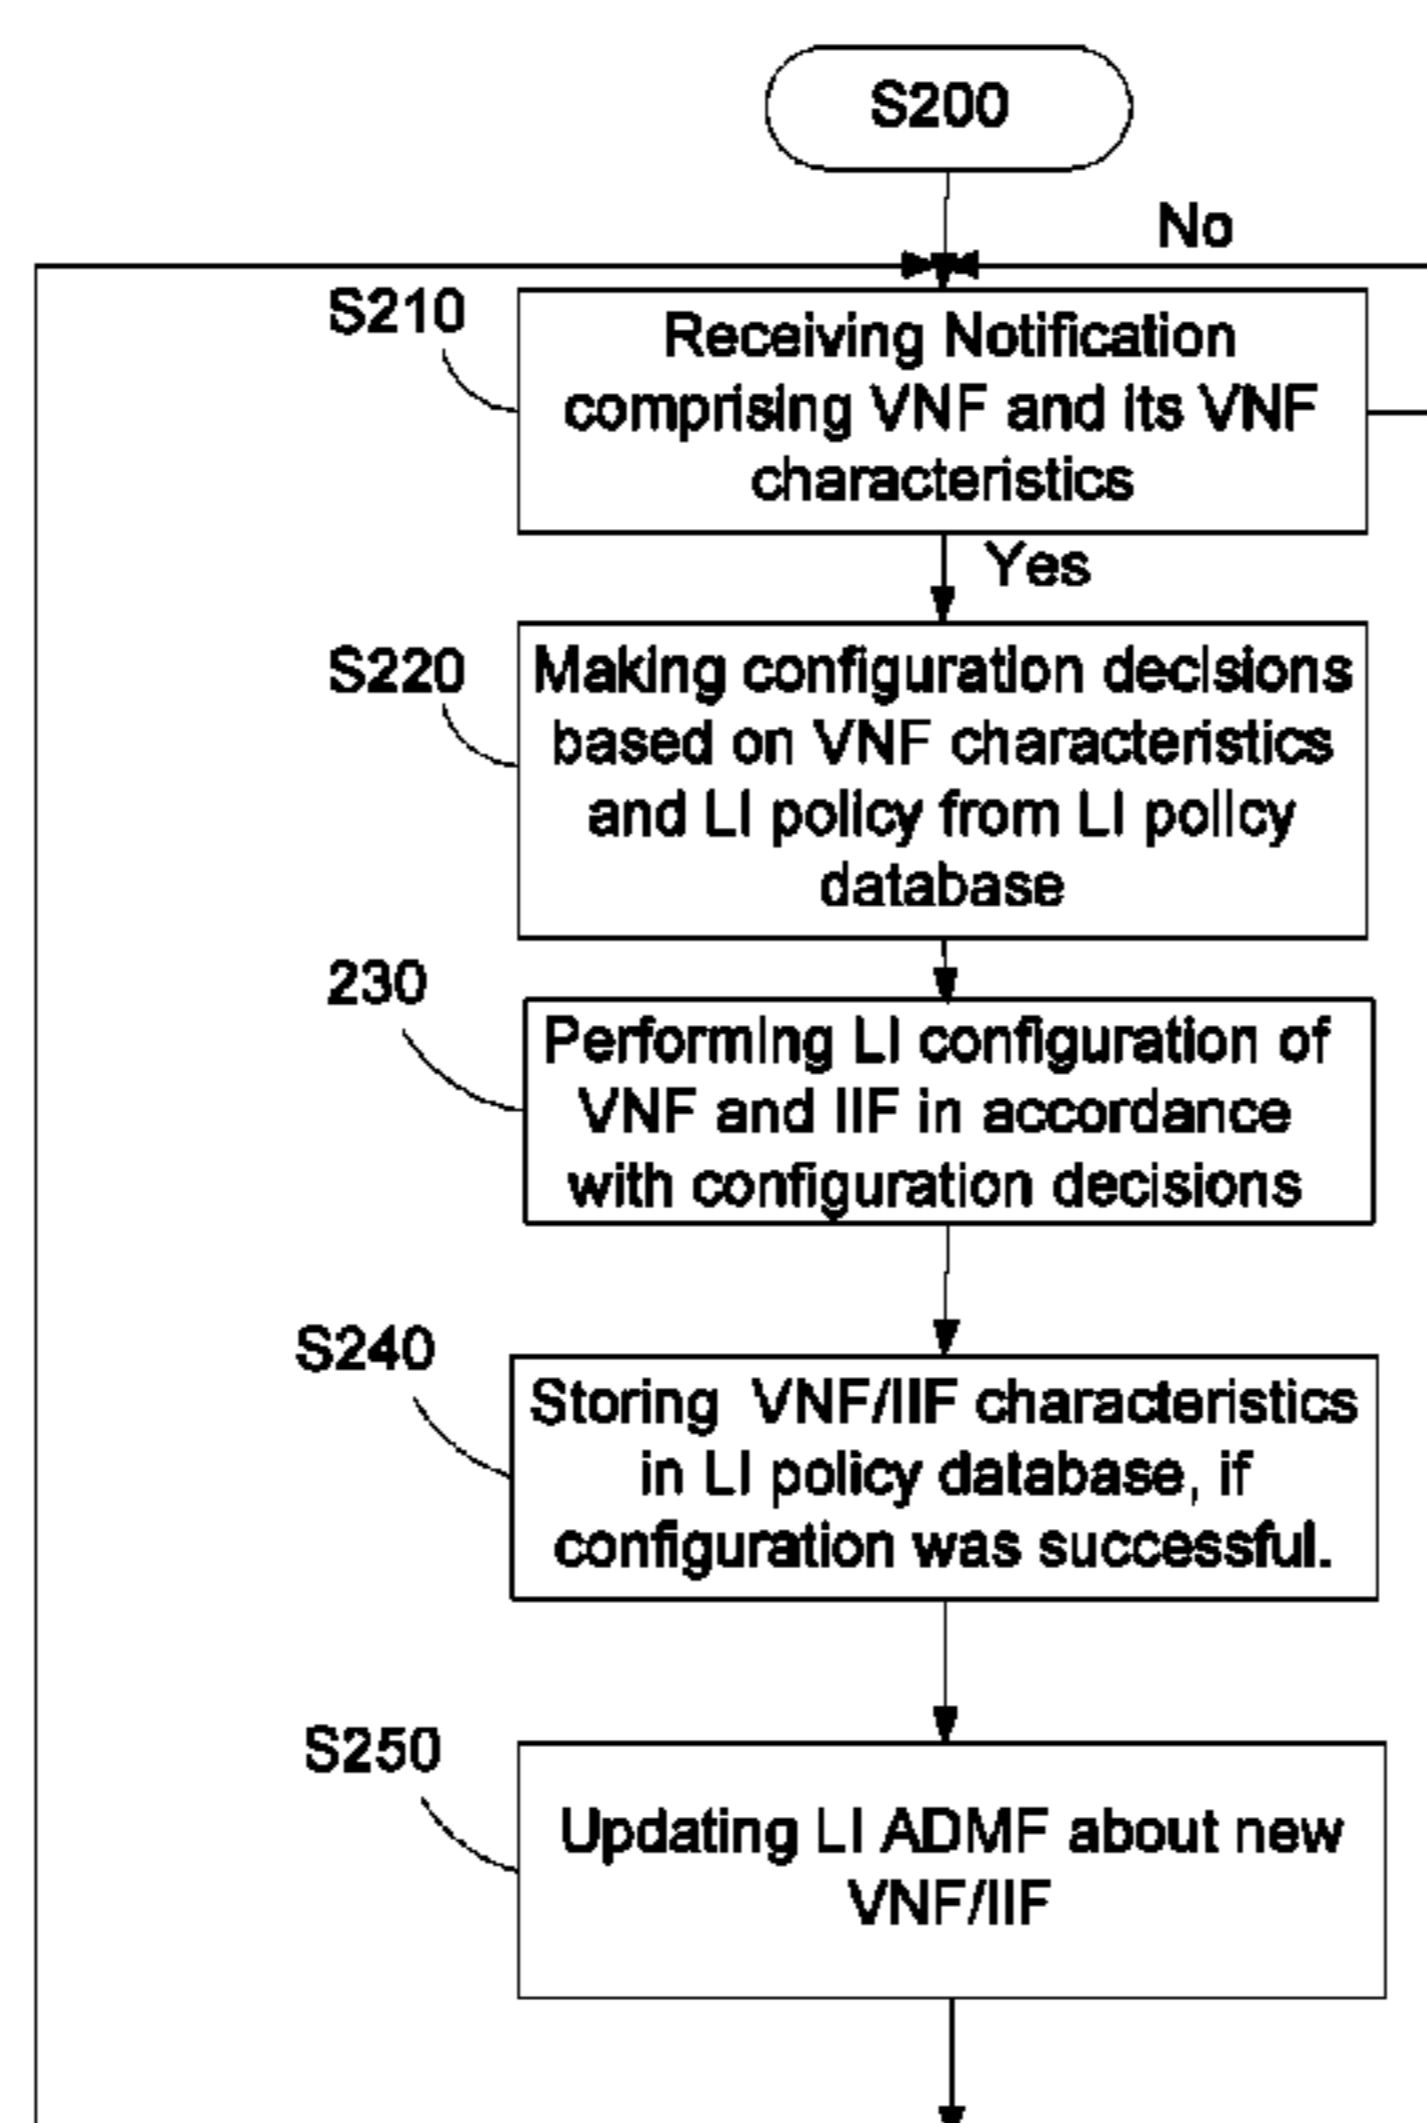 S200
No
S210
Receiving Notification
comprising VNF and its VNF
characteristics
Yes
S220
Making configuration decisions
based on VNF characteristics
and LI policy from LI policy
database
230
Performing LI configuration of
VNF and IIF in accordance
with configuration decisions
S240
Storing VNF/IIF characteristics
in LI policy database, if
configuration was successful.
S250
Updating LI ADMF about new
VNF/IIF